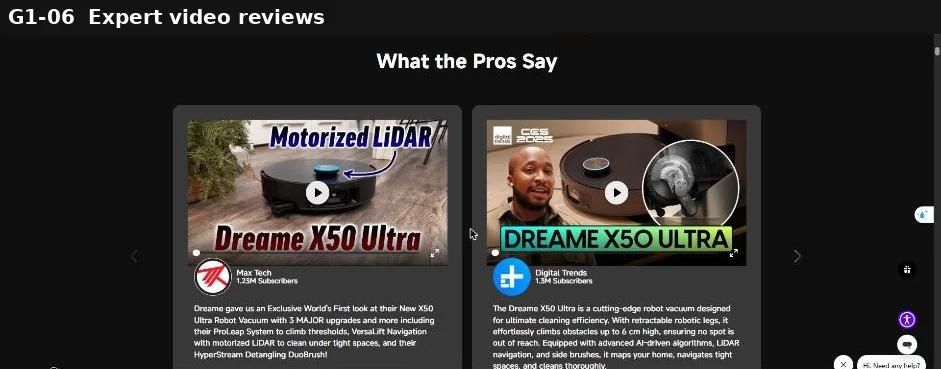 G1-06 Expert video reviews
What the Pros Say
Motorized LiDAR
Dreame X50 Ultra
digital trends
CES 2025
DREAME X50 ULTRA
Max Tech
1.23M Subscribers
Dreame gave us an Exclusive World's First look at their New X50
Ultra Robot Vacuum with 3 MAJOR upgrades and more including
their ProLeap System to climb thresholds, VersaLift Navigation
with motorized LiDAR to clean under tight spaces, and their
HyperStream Detangling DuoBrush!
Digital Trends
1.3M Subscribers
The Dreame X50 Ultra is a cutting-edge robot vacuum designed
for ultimate cleaning efficiency. With retractable robotic legs, it
effortlessly climbs obstacles up to 6 cm high, ensuring no spot is
out of reach. Equipped with advanced AI-driven algorithms, LiDAR
navigation, and side brushes, it maps your home, navigates tight
spaces, and cleans thoroughly.
Hi. Need any help?